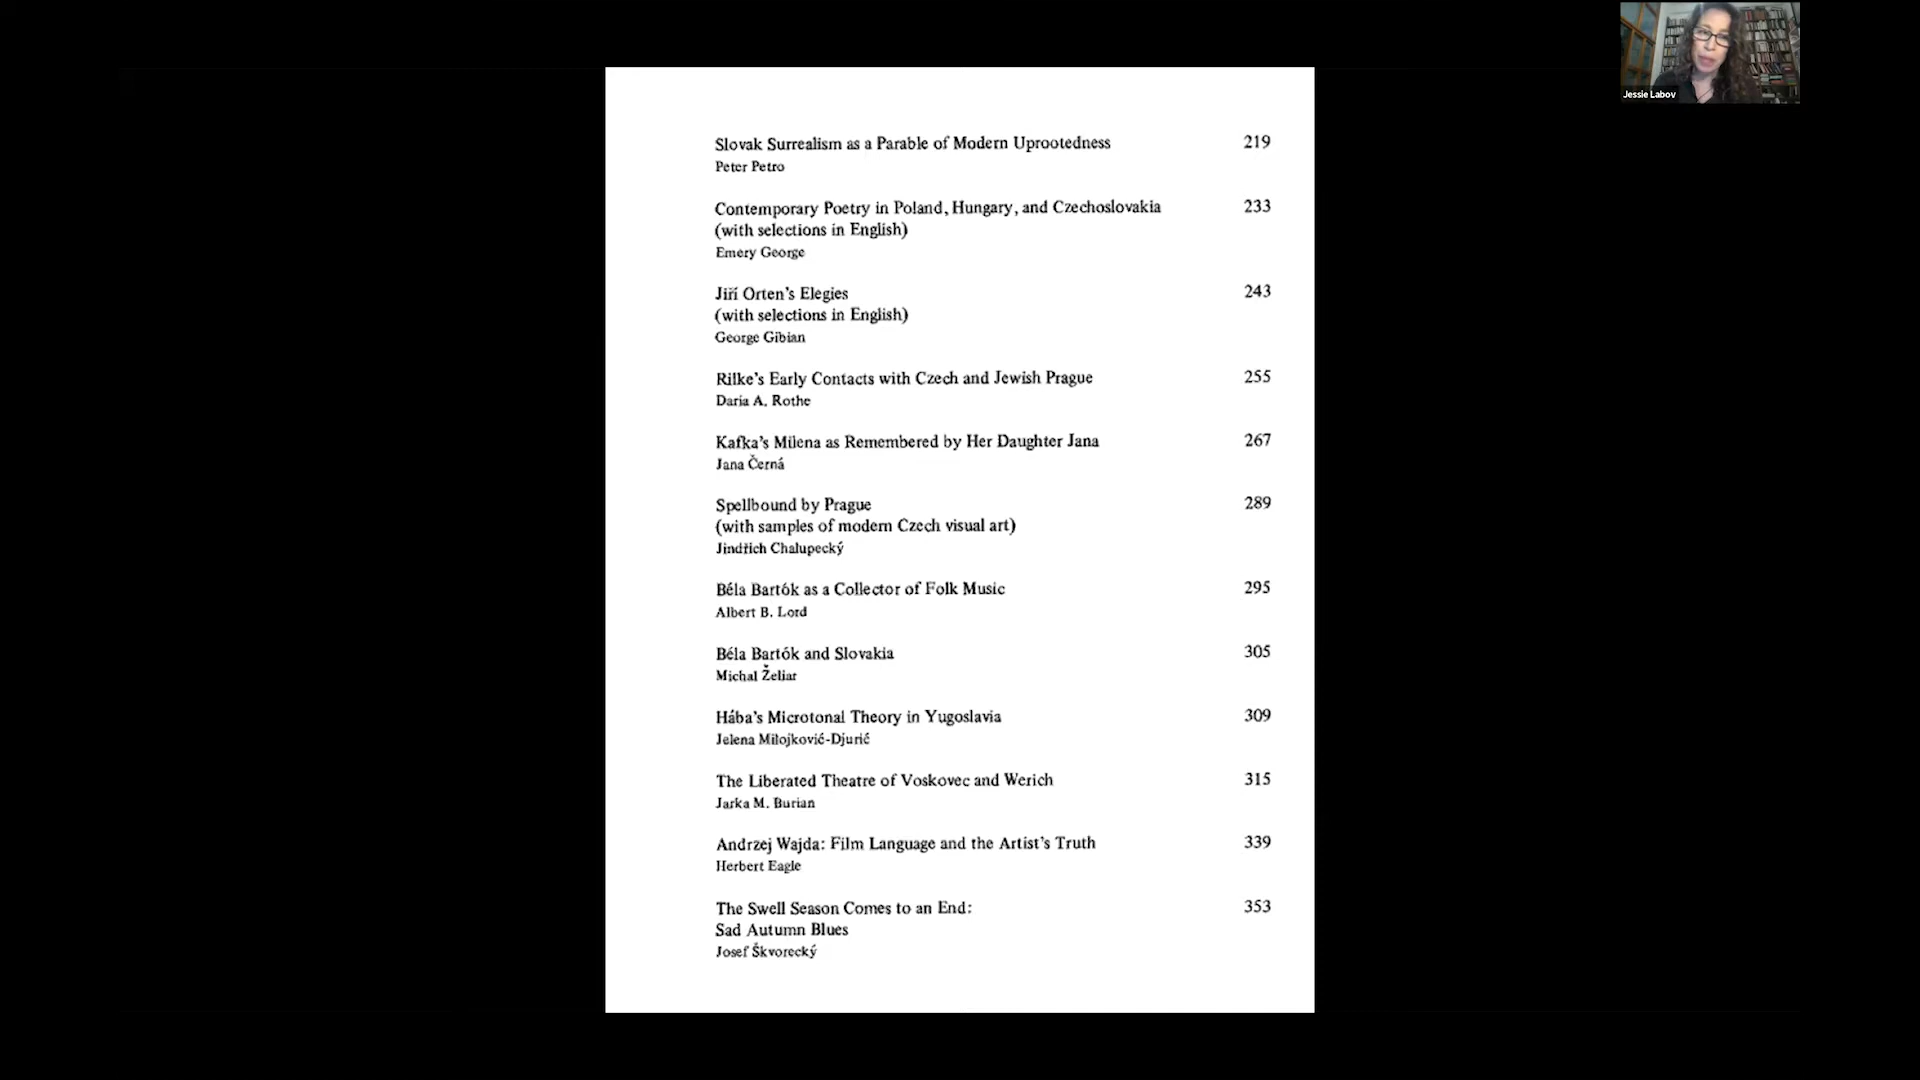 Jessie Labov
Slovak Surrealism as a Parable of Modern Uprootedness 219
Peter Petro
Contemporary Poetry in Poland, Hungary, and Czechoslovakia 233
(with selections in English)
Emery George
Jiří Orten's Elegies 243
(with selections in English)
George Gibian
Rilke's Early Contacts with Czech and Jewish Prague 255
Daria A. Rothe
Kafka's Milena as Remembered by Her Daughter Jana 267
Jana Černá
Spellbound by Prague 289
(with samples of modern Czech visual art)
Jindřich Chalupecký
Béla Bartók as a Collector of Folk Music 295
Albert B. Lord
Béla Bartók and Slovakia 305
Michal Želiar
Hába's Microtonal Theory in Yugoslavia 309
Jelena Milojković-Djurić
The Liberated Theatre of Voskovec and Werich 315
Jarka M. Burian
Andrzej Wajda: Film Language and the Artist's Truth 339
Herbert Eagle
The Swell Season Comes to an End: 353
Sad Autumn Blues
Josef Škvorecký